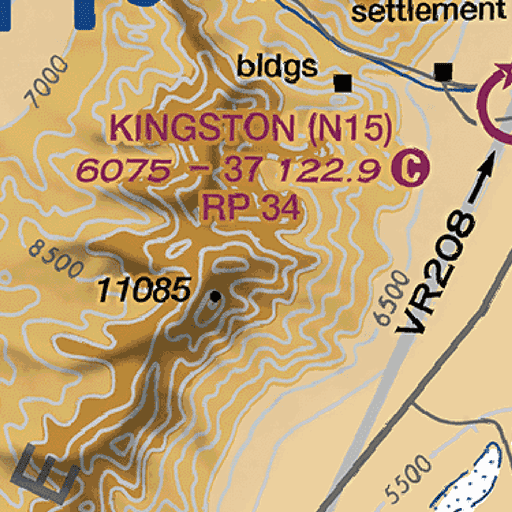 settlement
bldgs
7000
KINGSTON (N15)
6075 – 37 122.9 C
RP 34
8500
11085
6500
VR208
5500
E